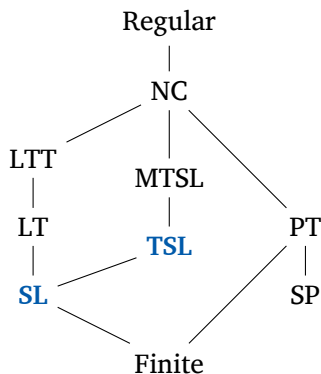 Regular
NC
LTT
MTSL
LT
TSL
PT
SL
SP
Finite